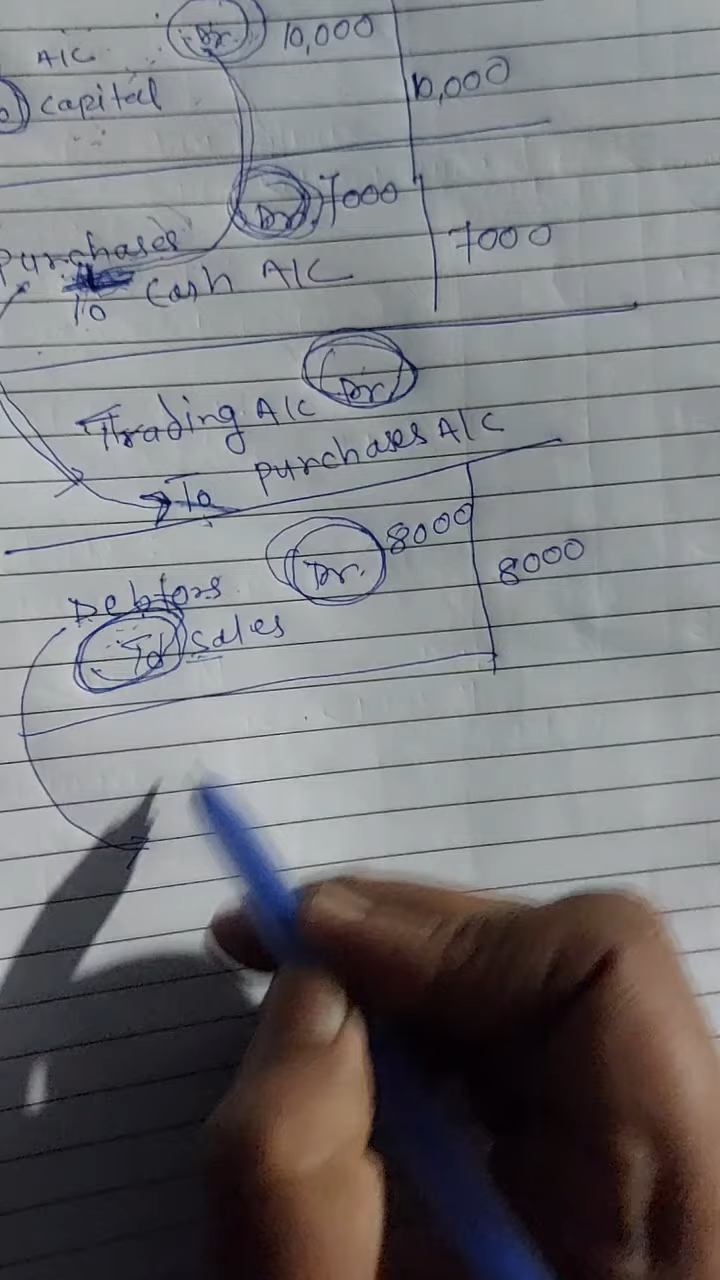 A/C Dr. 10,000
capital 10,000
Purchases Dr. 7000
To Cash A/C 7000
Trading A/C Dr.
To purchases A/C
Debtors Dr. 8000
To Sales 8000